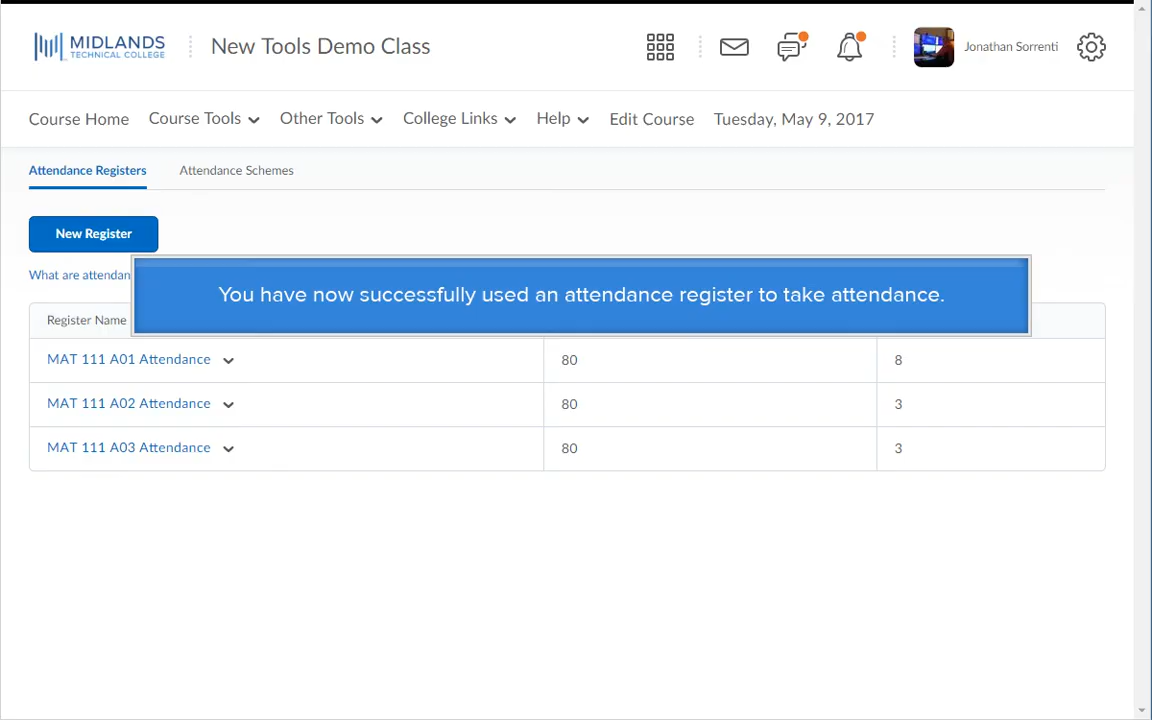 MIDLANDS
TECHNICAL COLLEGE
New Tools Demo Class
Jonathan Sorrenti
Course Home Course Tools Other Tools College Links Help Edit Course Tuesday, May 9, 2017
Attendance Registers Attendance Schemes
New Register
What are attendan
You have now successfully used an attendance register to take attendance.
Register Name
MAT 111 A01 Attendance 80 8
MAT 111 A02 Attendance 80 3
MAT 111 A03 Attendance 80 3